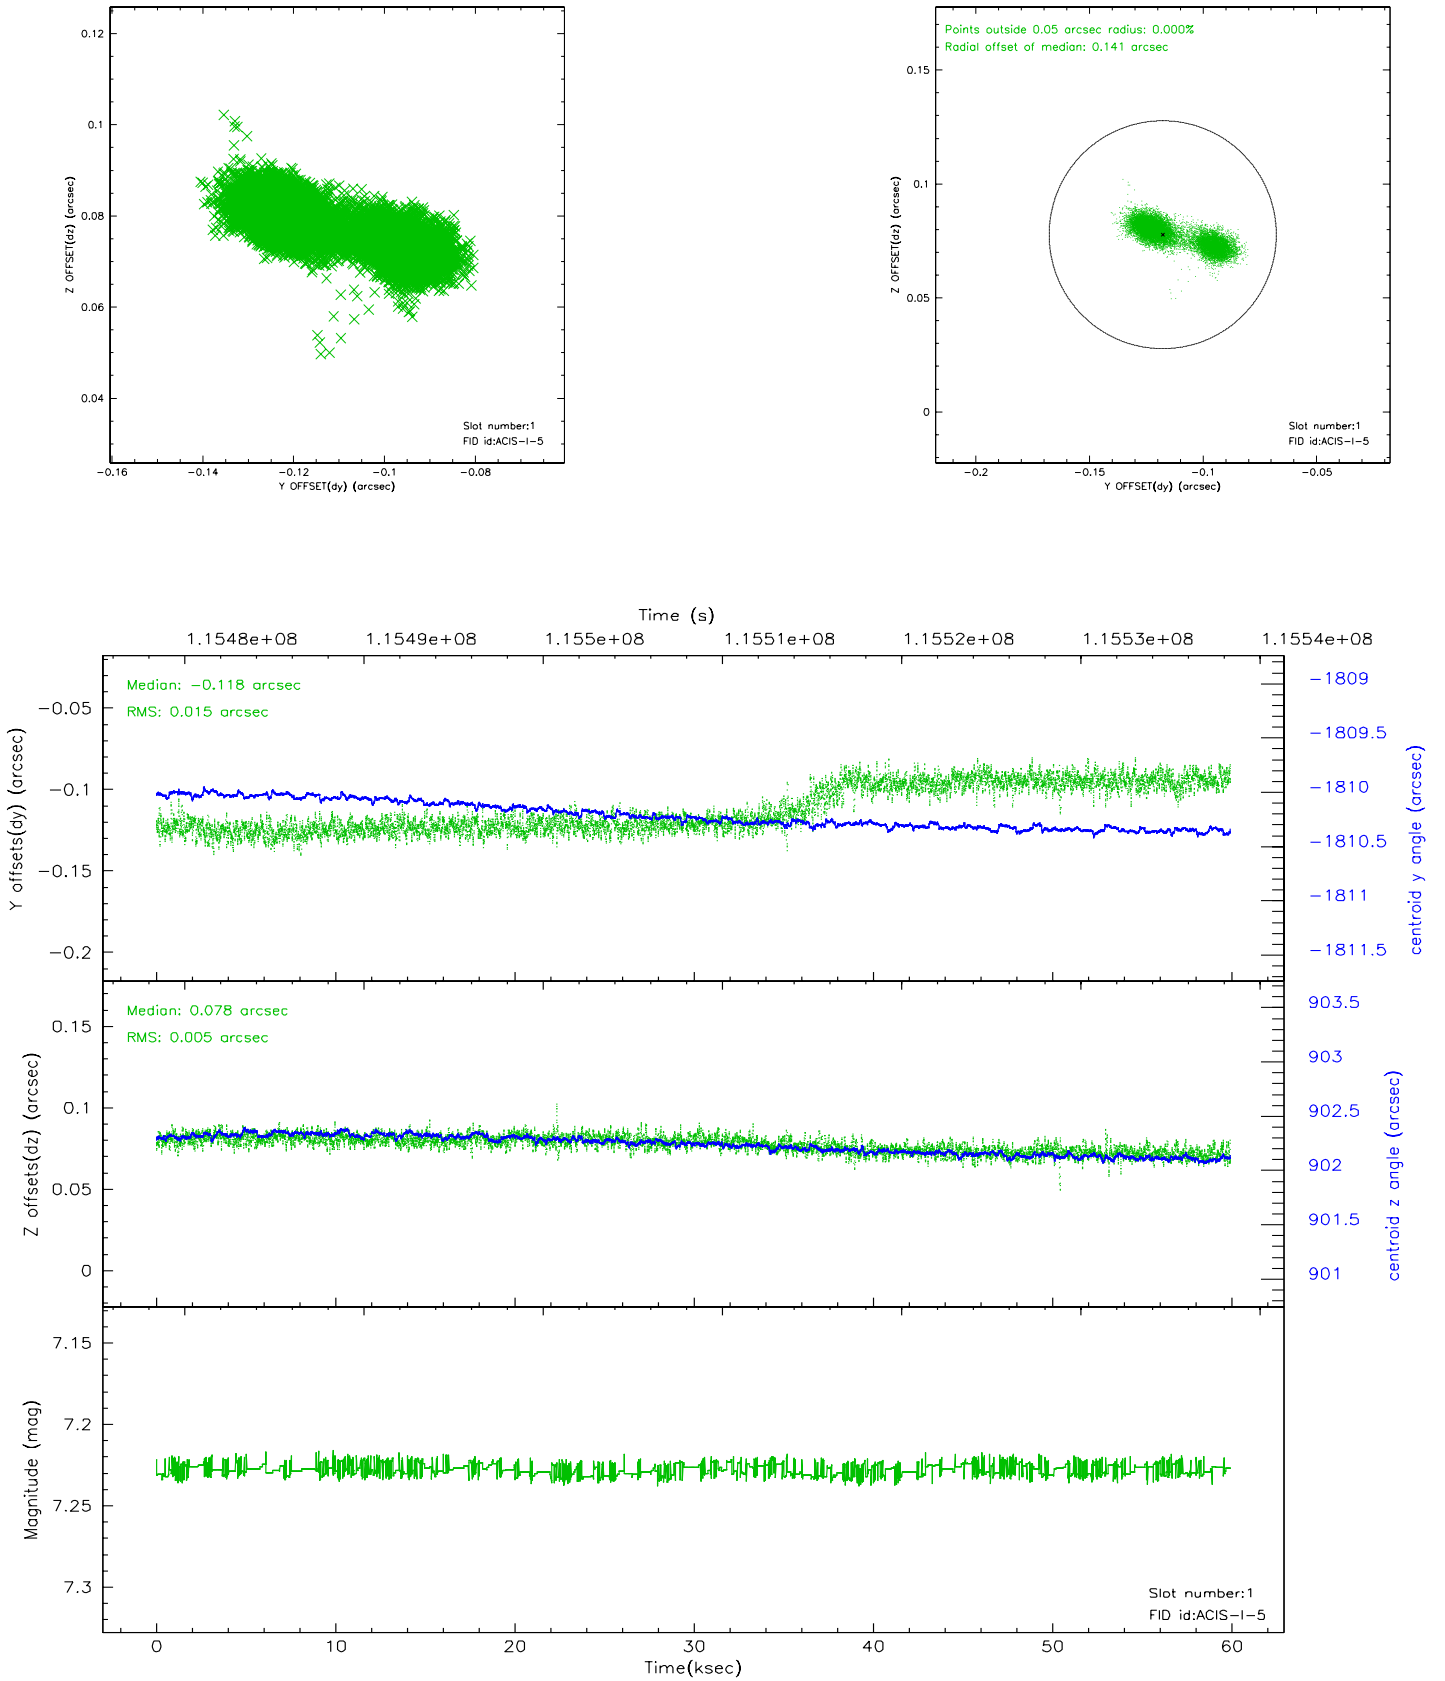 0.12
0.1
0.08
0.06
0.04
Z OFFSET(dz) (arcsec)
Slot number:1
FID id:ACIS-I-5
-0.16 -0.14 -0.12 -0.1 -0.08
Y OFFSET(dy) (arcsec)
Points outside 0.05 arcsec radius: 0.000%
Radial offset of median: 0.141 arcsec
0.15
0.1
0.05
0
Z OFFSET(dz) (arcsec)
Slot number:1
FID id:ACIS-I-5
-0.2 -0.15 -0.1 -0.05
Y OFFSET(dy) (arcsec)
Time (s)
1.1548e+08 1.1549e+08 1.155e+08 1.1551e+08 1.1552e+08 1.1553e+08 1.1554e+08
Median: -0.118 arcsec
RMS: 0.015 arcsec
-0.05
-0.1
-0.15
-0.2
Y offsets(dy) (arcsec)
-1809
-1809.5
-1810
-1810.5
-1811
-1811.5
centroid y angle (arcsec)
Median: 0.078 arcsec
RMS: 0.005 arcsec
0.15
0.1
0.05
0
Z offsets(dz) (arcsec)
903.5
903
902.5
902
901.5
901
centroid z angle (arcsec)
7.15
7.2
7.25
7.3
Magnitude (mag)
Slot number:1
FID id:ACIS-I-5
0 10 20 30 40 50 60
Time(ksec)